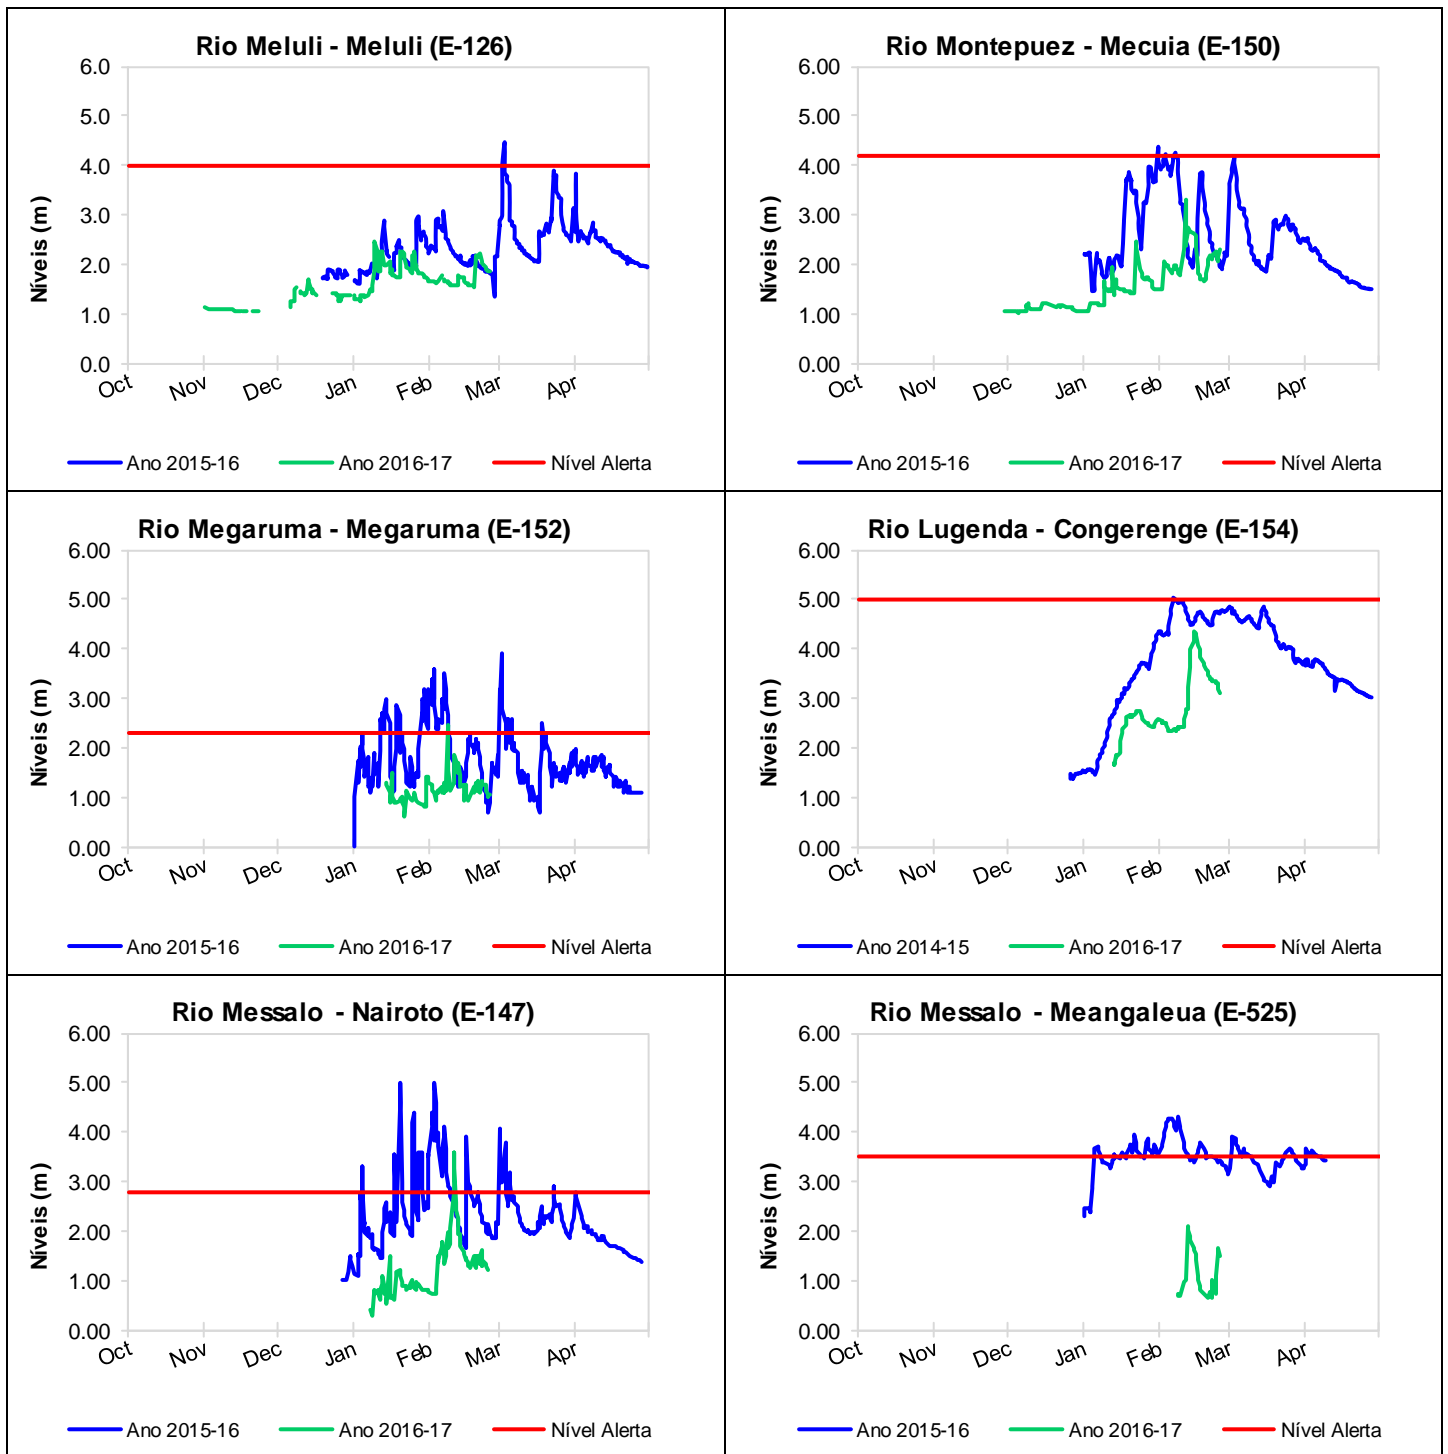 Rio Meluli - Meluli (E-126)
6.0
5.0
4.0
3.0
2.0
1.0
0.0
Níveis (m)
Oct Nov Dec Jan Feb Mar Apr
Ano 2015-16 Ano 2016-17 Nível Alerta
Rio Montepuez - Mecuia (E-150)
6.00
5.00
4.00
3.00
2.00
1.00
0.00
Níveis (m)
Oct Nov Dec Jan Feb Mar Apr
Ano 2015-16 Ano 2016-17 Nível Alerta
Rio Megaruma - Megaruma (E-152)
6.00
5.00
4.00
3.00
2.00
1.00
0.00
Níveis (m)
Oct Nov Dec Jan Feb Mar Apr
Ano 2015-16 Ano 2016-17 Nível Alerta
Rio Lugenda - Congerenge (E-154)
6.00
5.00
4.00
3.00
2.00
1.00
0.00
Níveis (m)
Oct Nov Dec Jan Feb Mar Apr
Ano 2014-15 Ano 2016-17 Nível Alerta
Rio Messalo - Nairoto (E-147)
6.00
5.00
4.00
3.00
2.00
1.00
0.00
Níveis (m)
Oct Nov Dec Jan Feb Mar Apr
Ano 2015-16 Ano 2016-17 Nível Alerta
Rio Messalo - Meangaleua (E-525)
6.00
5.00
4.00
3.00
2.00
1.00
0.00
Níveis (m)
Oct Nov Dec Jan Feb Mar Apr
Ano 2015-16 Ano 2016-17 Nível Alerta